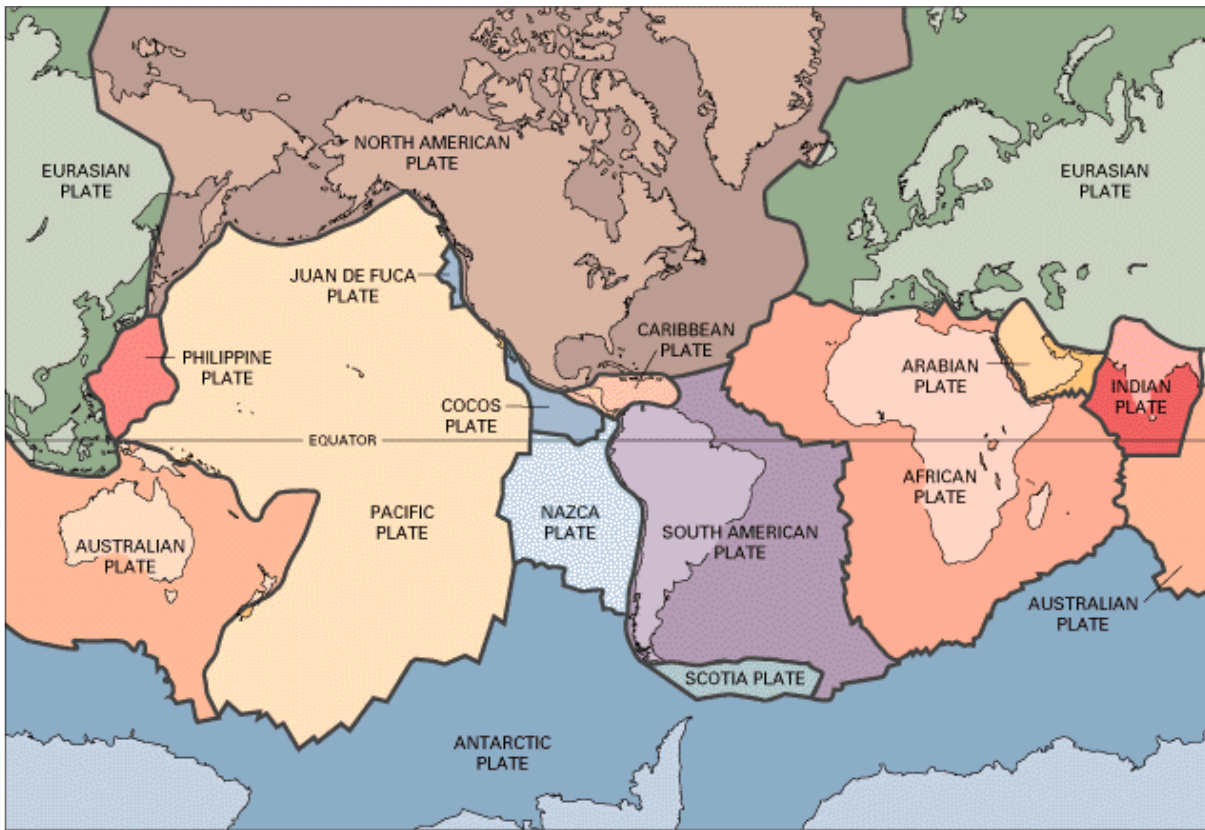 NORTH AMERICAN
PLATE
EURASIAN
PLATE
EURASIAN
PLATE
JUAN DE FUCA
PLATE
CARIBBEAN
PLATE
PHILIPPINE
PLATE
ARABIAN
PLATE
INDIAN
PLATE
COCOS
PLATE
EQUATOR
AFRICAN
PLATE
PACIFIC
PLATE
NAZCA
PLATE
SOUTH AMERICAN
PLATE
AUSTRALIAN
PLATE
AUSTRALIAN
PLATE
SCOTIA PLATE
ANTARCTIC
PLATE